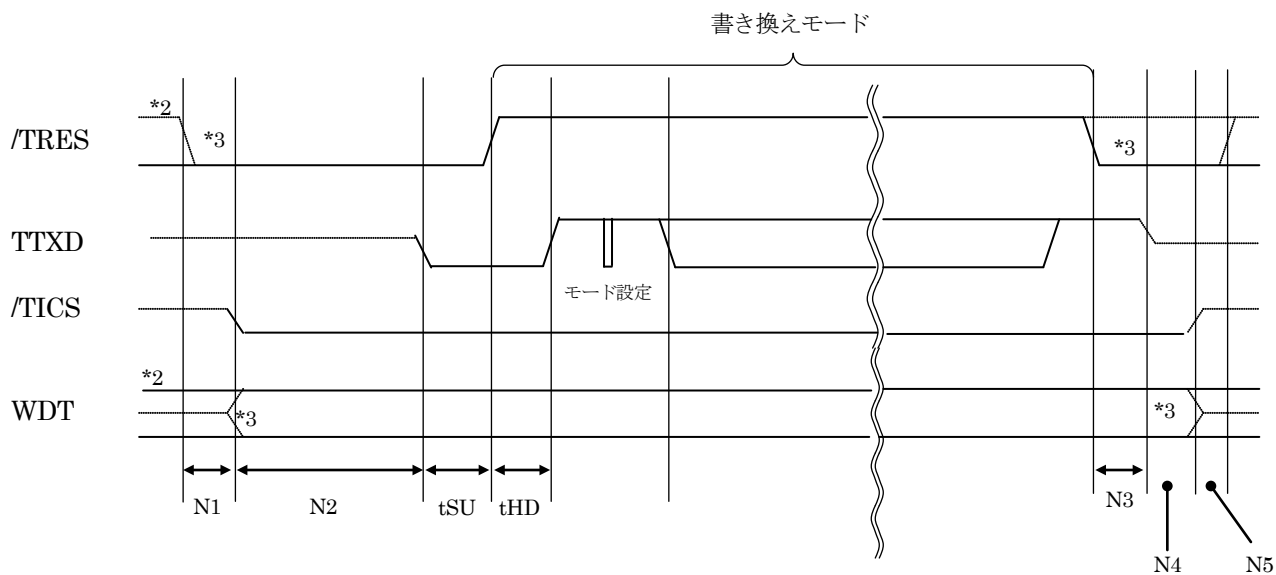 書き換えモード
*2
/TRES
*3
*3
TTXD
モード設定
/TICS
*2
WDT
*3
*3
N1
N2
tSU
tHD
N3
N4
N5